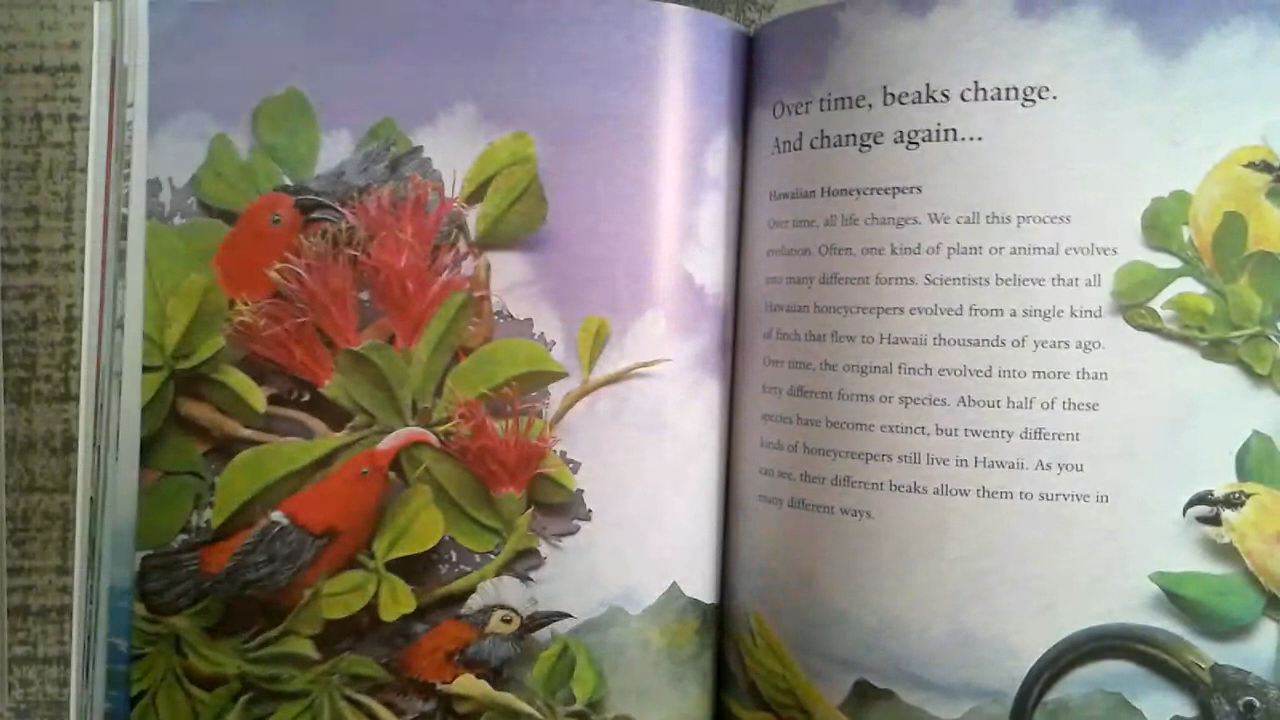 Over time, beaks change.
And change again...
Hawaiian Honeycreepers
Over time, all life changes. We call this process
evolution. Often, one kind of plant or animal evolves
into many different forms. Scientists believe that all
Hawaiian honeycreepers evolved from a single kind
of finch that flew to Hawaii thousands of years ago.
Over time, the original finch evolved into more than
forty different forms or species. About half of these
species have become extinct, but twenty different
kinds of honeycreepers still live in Hawaii. As you
can see, their different beaks allow them to survive in
many different ways.